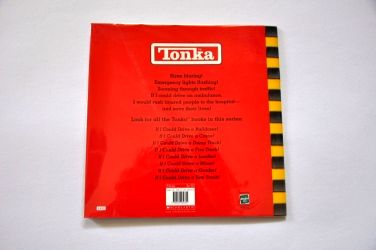 Tonka
Sirens blaring!
Emergency lights flashing!
Zooming through traffic!
If I could drive an ambulance,
I would rush injured people to the hospital—
and save their lives!
Look for all the Tonka books in this series:
If I Could Drive a Bulldozer!
If I Could Drive a Crane!
If I Could Drive a Dump Truck!
If I Could Drive a Fire Truck!
If I Could Drive a Loader!
If I Could Drive a Mixer!
If I Could Drive a Grader!
If I Could Drive a Tow Truck!
SCHOLASTIC